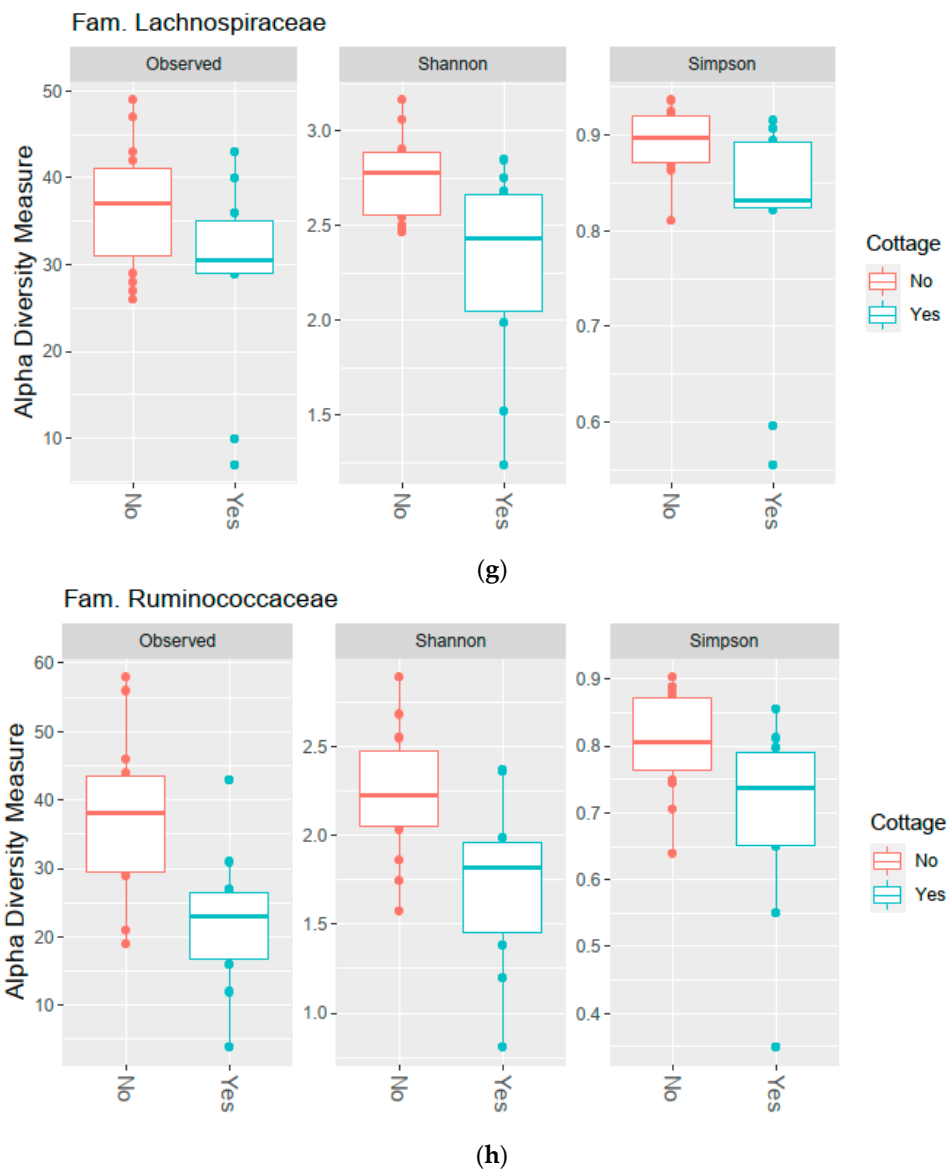 Fam. Lachnospiraceae
Observed
Shannon
Simpson
Alpha Diversity Measure
50
40
30
20
10
3.0
2.5
2.0
1.5
0.9
0.8
0.7
0.6
No
Yes
No
Yes
No
Yes
Cottage
No
Yes
(g)
Fam. Ruminococcaceae
Observed
Shannon
Simpson
Alpha Diversity Measure
60
50
40
30
20
10
2.5
2.0
1.5
1.0
0.9
0.8
0.7
0.6
0.5
0.4
No
Yes
No
Yes
No
Yes
Cottage
No
Yes
(h)